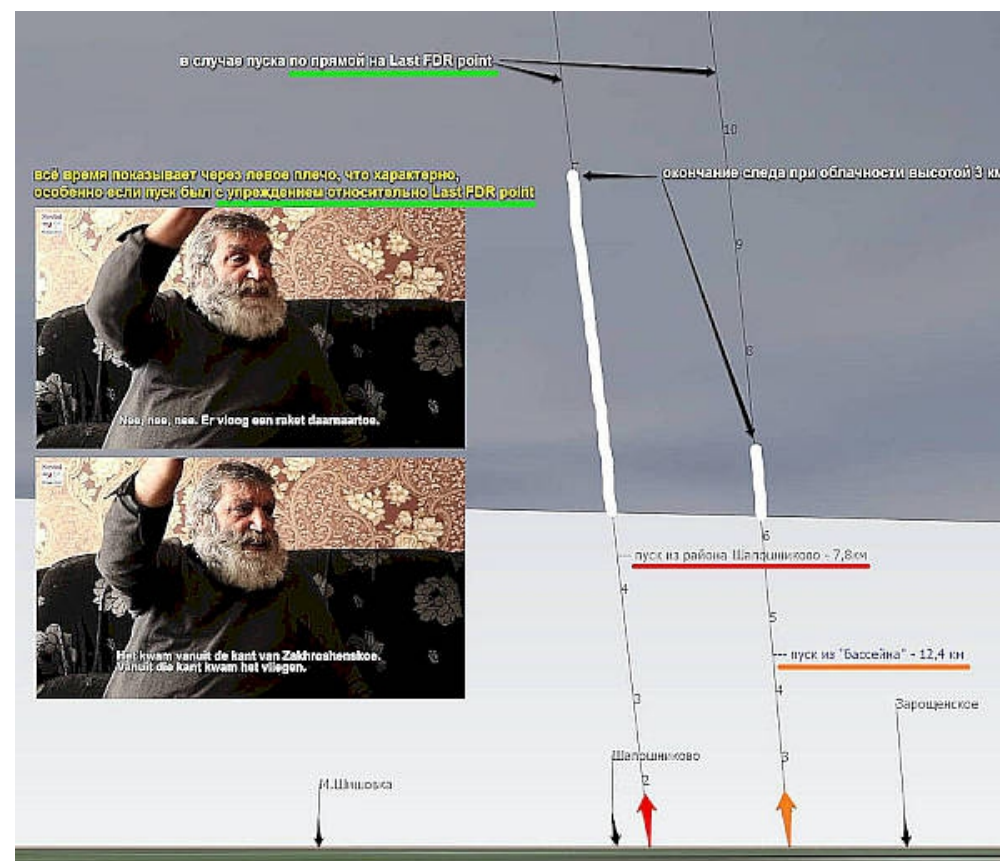 в случае пуска по прямой на Last FDR point
10
всё время показывает через левое плечо, что характерно,
особенно если пуск был с упреждением относительно Last FDR point
окончание следа при облачности высотой 3 км
9
8
Nee, nee, nee. Er vloog een raket daarnaartoe.
6
пуск из района Шапошниково - 7,8км
4
5
Het kwam vanuit de kant van Zakhroshenskoe.
Vanuit die kant kwam het vliegen.
пуск из "Бассейна" - 12,4 км
4
3
Зарощенское
Шапошниково
3
2
М.Шишовка